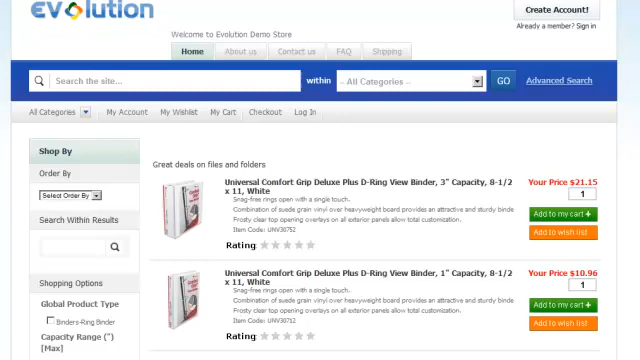 EVolution
Create Account!
Already a member? Sign in
Welcome to Evolution Demo Store
Home About us Contact us FAQ Shipping
Search the site... within -- All Categories -- GO Advanced Search
All Categories My Account My Wishlist My Cart Checkout Log In
Shop By
Order By
Select Order By
Search Within Results
Shopping Options
Global Product Type
Binders-Ring Binder
Capacity Range (")
[Max]
Great deals on files and folders
Universal Comfort Grip Deluxe Plus D-Ring View Binder, 3" Capacity, 8-1/2
x 11, White
Snag-free rings open with a single touch.
Combination of suede grain vinyl over heavyweight board provides an attractive and sturdy binde
Frosty clear top opening overlays on all exterior panels allow total customization.
Item Code: UNV30752
Rating:
Your Price $21.15
1
Add to my cart +
Add to wish list
Universal Comfort Grip Deluxe Plus D-Ring View Binder, 1" Capacity, 8-1/2
x 11, White
Snag-free rings open with a single touch.
Combination of suede grain vinyl over heavyweight board provides an attractive and sturdy binde
Frosty clear top opening overlays on all exterior panels allow total customization.
Item Code: UNV30712
Rating:
Your Price $10.96
1
Add to my cart +
Add to wish list